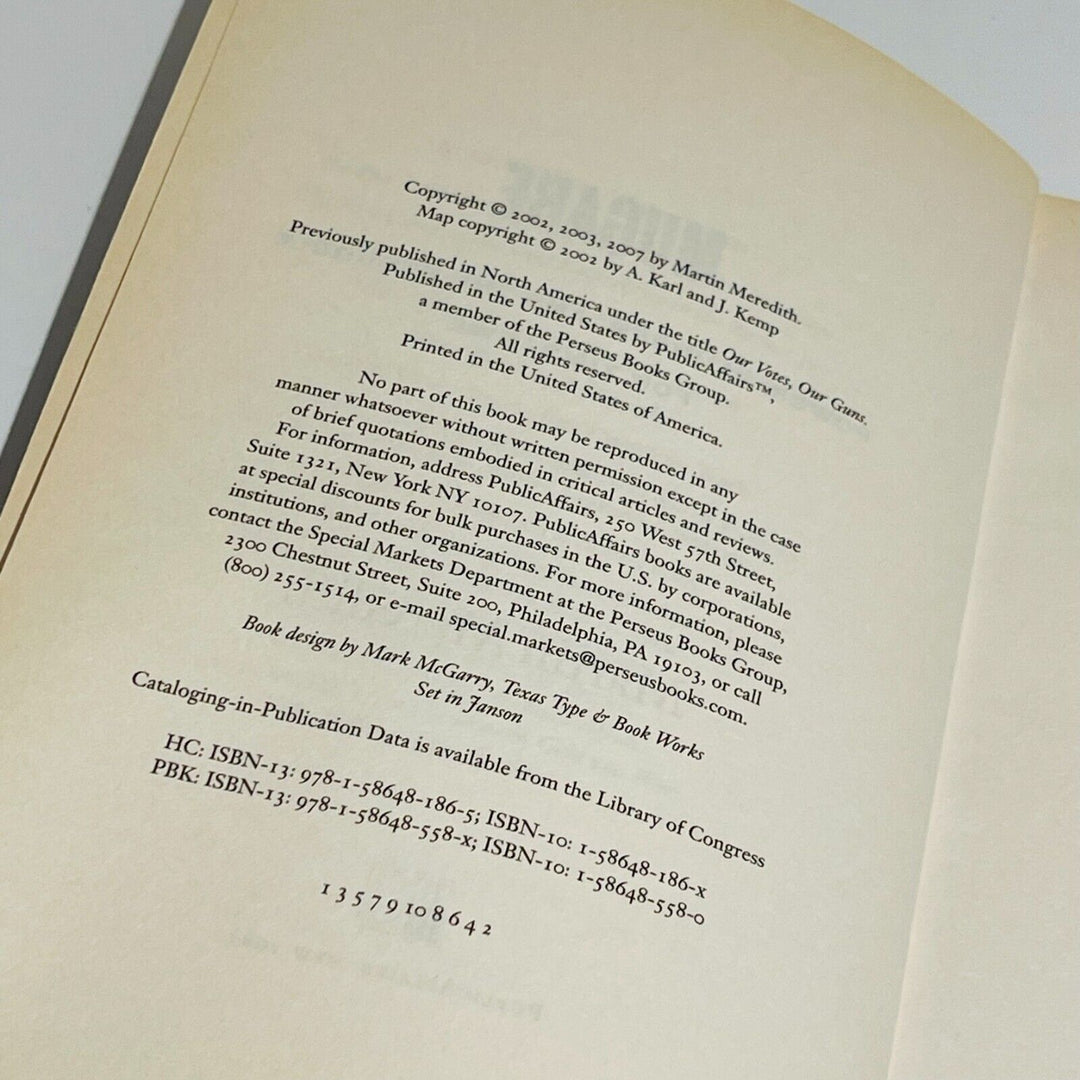 Copyright © 2002, 2003, 2007 by Martin Meredith.
Map copyright © 2002 by A. Karl and J. Kemp
Previously published in North America under the title Our Votes, Our Guns.
Published in the United States by PublicAffairs™,
a member of the Perseus Books Group.
All rights reserved.
Printed in the United States of America.
No part of this book may be reproduced in any
manner whatsoever without written permission except in the case
of brief quotations embodied in critical articles and reviews.
For information, address PublicAffairs, 250 West 57th Street,
Suite 1321, New York NY 10107. PublicAffairs books are available
at special discounts for bulk purchases in the U.S. by corporations,
institutions, and other organizations. For more information, please
contact the Special Markets Department at the Perseus Books Group,
2300 Chestnut Street, Suite 200, Philadelphia, PA 19103, or call
(800) 255-1514, or e-mail special.markets@perseusbooks.com.
Book design by Mark McGarry, Texas Type & Book Works
Set in Janson
Cataloging-in-Publication Data is available from the Library of Congress
HC: ISBN-13: 978-1-58648-186-5; ISBN-10: 1-58648-186-x
PBK: ISBN-13: 978-1-58648-558-x; ISBN-10: 1-58648-558-0
1 3 5 7 9 10 8 6 4 2